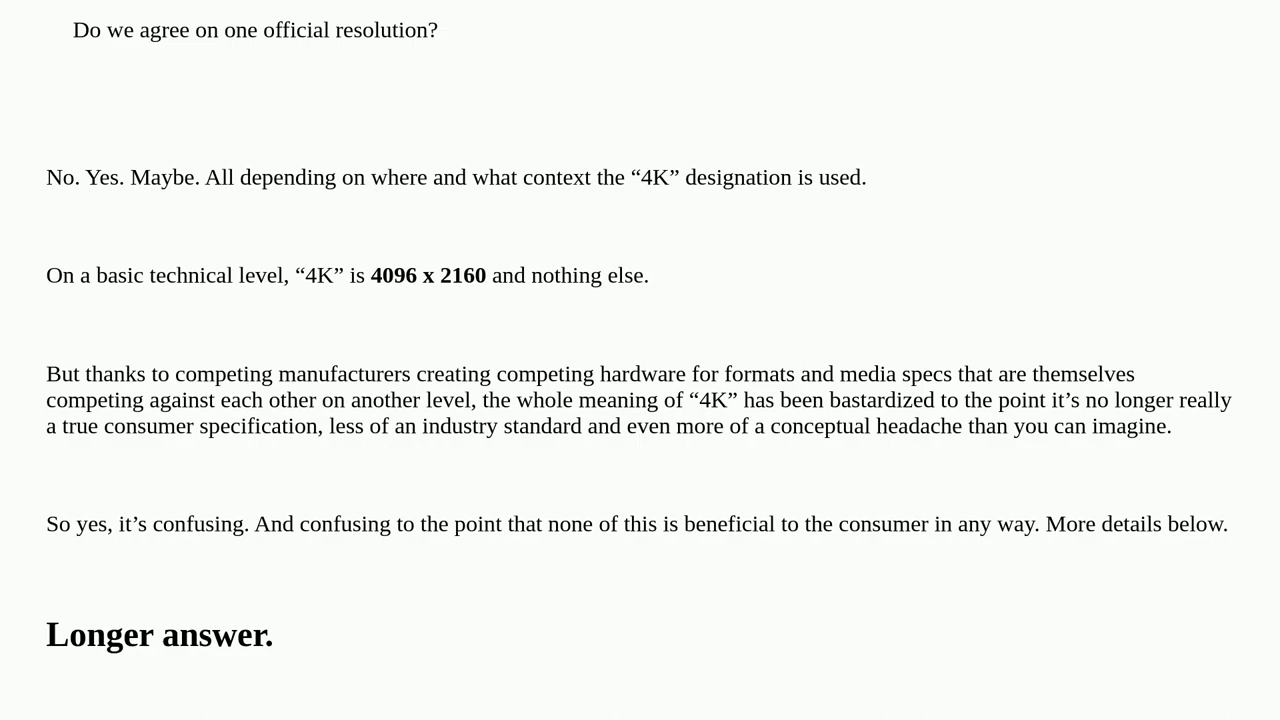 Do we agree on one official resolution?
No. Yes. Maybe. All depending on where and what context the “4K” designation is used.
On a basic technical level, “4K” is 4096 x 2160 and nothing else.
But thanks to competing manufacturers creating competing hardware for formats and media specs that are themselves
competing against each other on another level, the whole meaning of “4K” has been bastardized to the point it’s no longer really
a true consumer specification, less of an industry standard and even more of a conceptual headache than you can imagine.
So yes, it’s confusing. And confusing to the point that none of this is beneficial to the consumer in any way. More details below.
Longer answer.